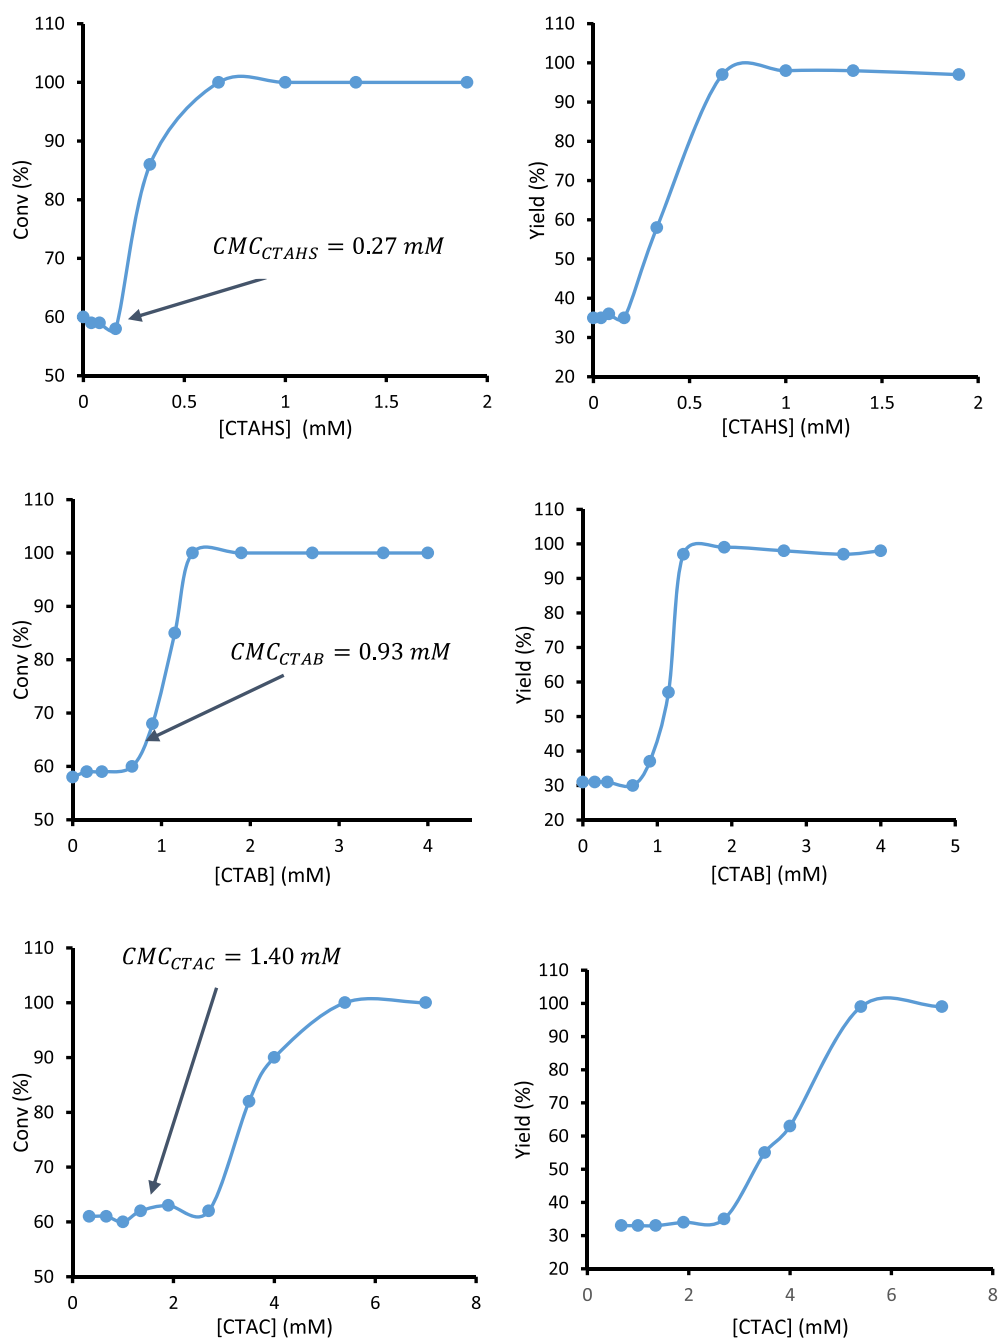 110
100
90
80
70
60
50
Conv (%)
CMC_CTAHS = 0.27 mM
0 0.5 1 1.5 2
[CTAHS] (mM)
110
100
90
80
70
60
50
40
30
20
Yield (%)
0 0.5 1 1.5 2
[CTAHS] (mM)
110
100
90
80
70
60
50
Conv (%)
CMC_CTAB = 0.93 mM
0 1 2 3 4
[CTAB] (mM)
110
100
90
80
70
60
50
40
30
20
Yield (%)
0 1 2 3 4 5
[CTAB] (mM)
110
100
90
80
70
60
50
Conv (%)
CMC_CTAC = 1.40 mM
0 2 4 6 8
[CTAC] (mM)
110
100
90
80
70
60
50
40
30
20
Yield (%)
0 2 4 6 8
[CTAC] (mM)